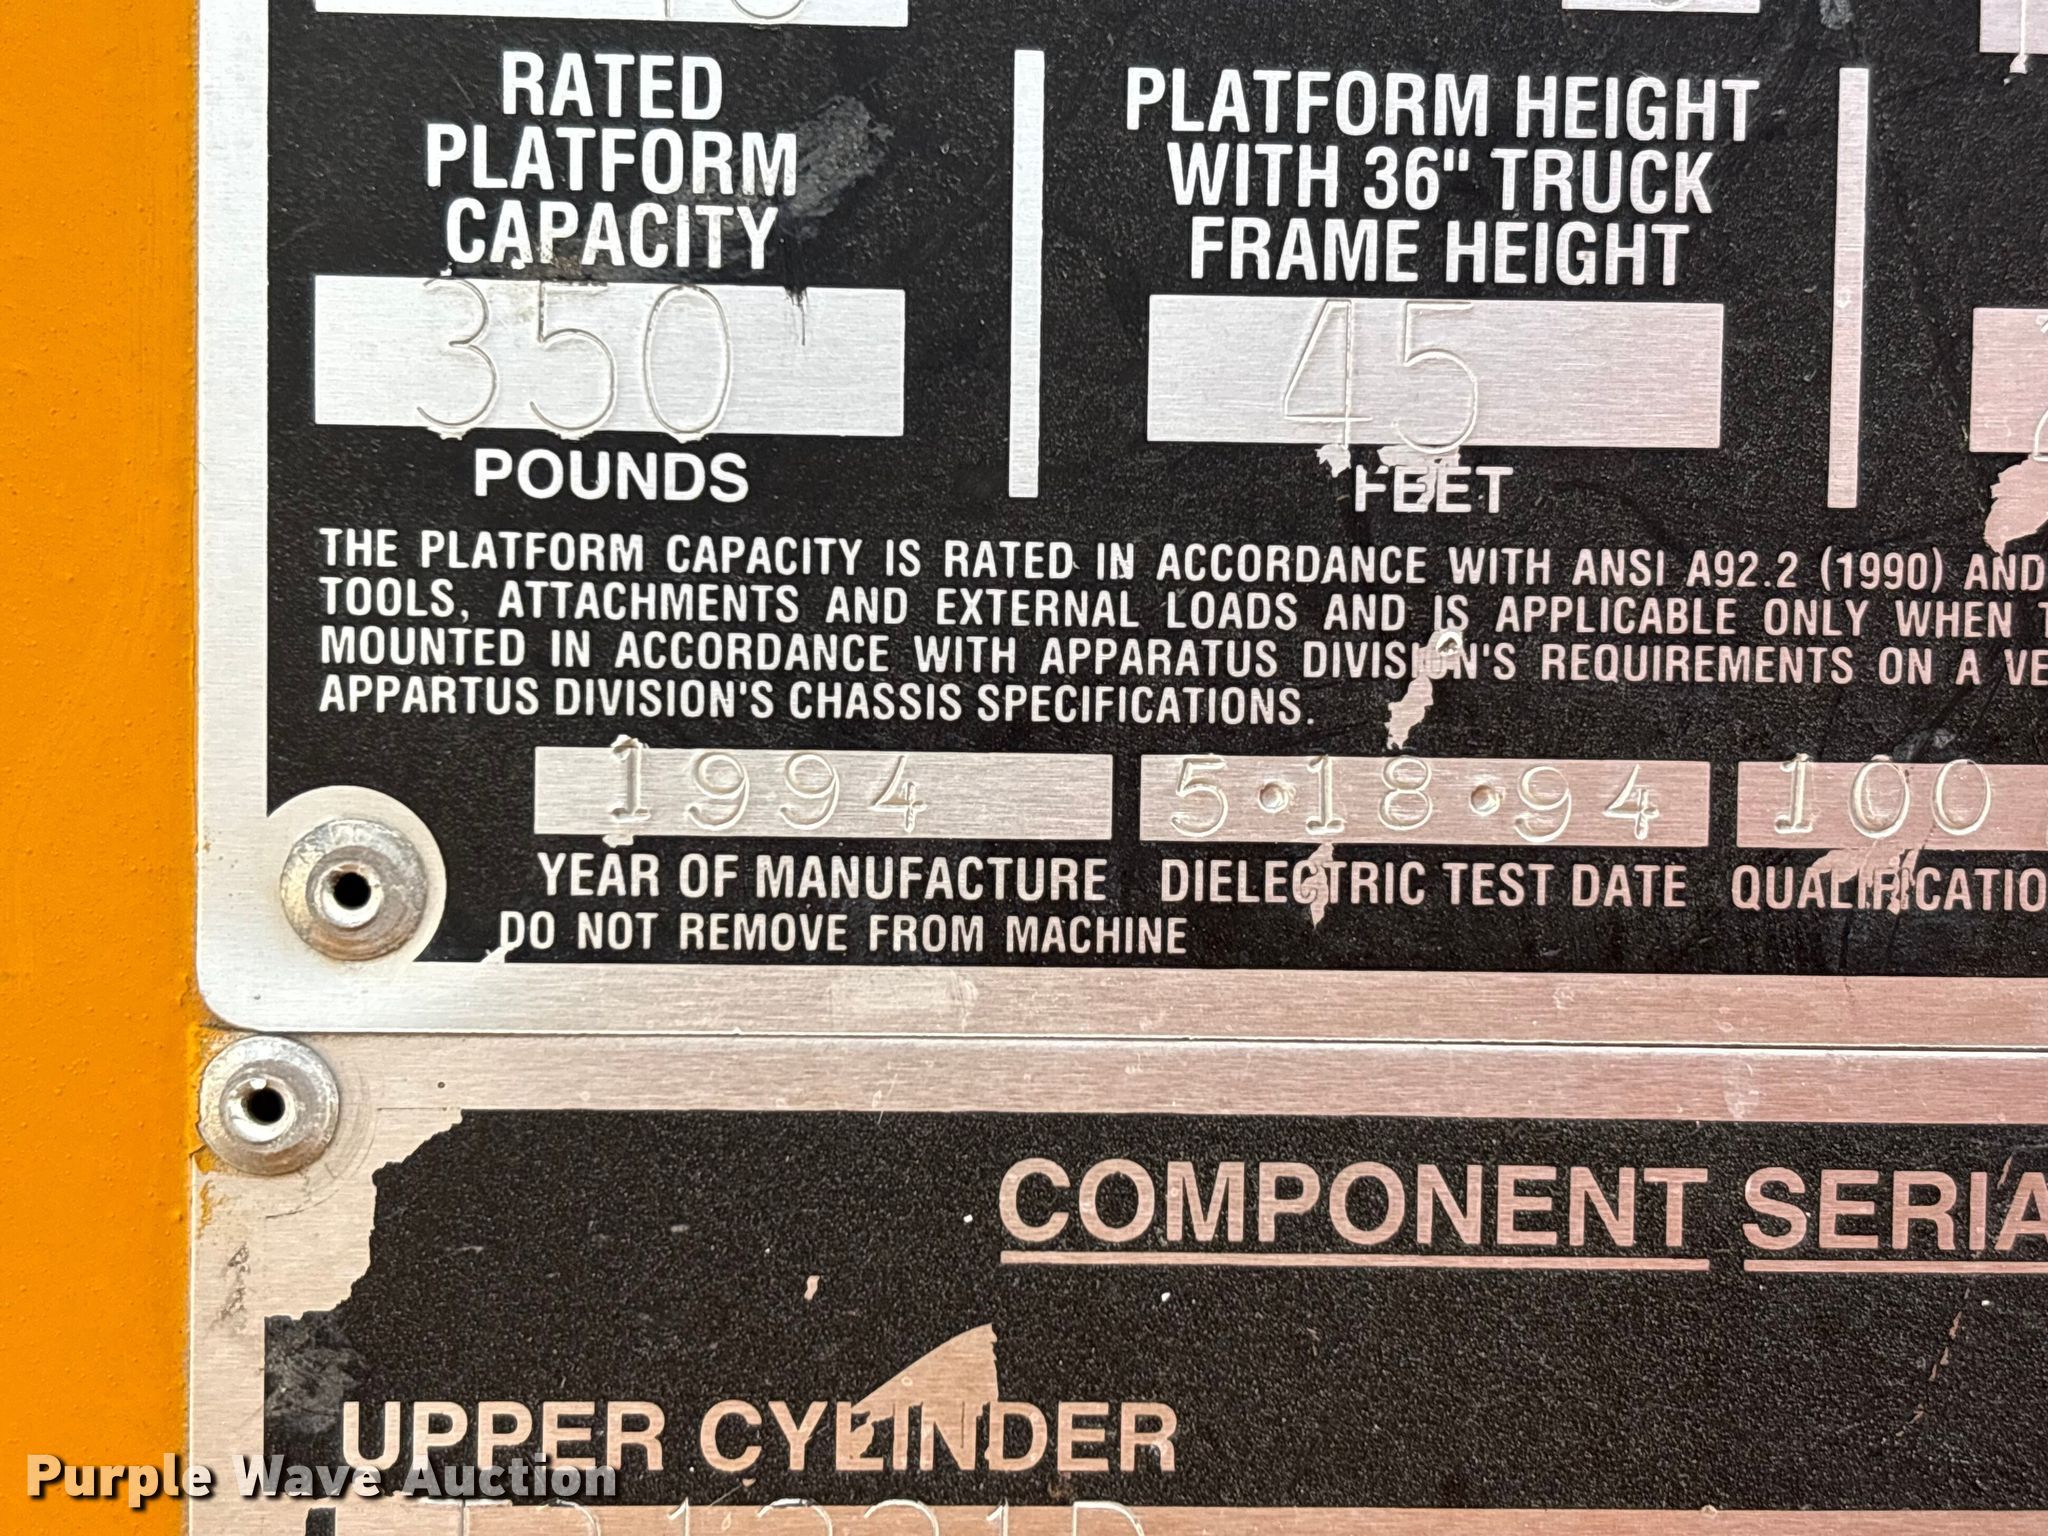 RATED
PLATFORM
CAPACITY
350
POUNDS
PLATFORM HEIGHT
WITH 36" TRUCK
FRAME HEIGHT
45
FEET
THE PLATFORM CAPACITY IS RATED IN ACCORDANCE WITH ANSI A92.2 (1990) AND
TOOLS, ATTACHMENTS AND EXTERNAL LOADS AND IS APPLICABLE ONLY WHEN
MOUNTED IN ACCORDANCE WITH APPARATUS DIVISION'S REQUIREMENTS ON A VE
APPARTUS DIVISION'S CHASSIS SPECIFICATIONS.
1994 5·18·94 100
YEAR OF MANUFACTURE DIELECTRIC TEST DATE QUALIFICATIO
DO NOT REMOVE FROM MACHINE
COMPONENT SERIA
UPPER CYLINDER
Purple Wave Auction